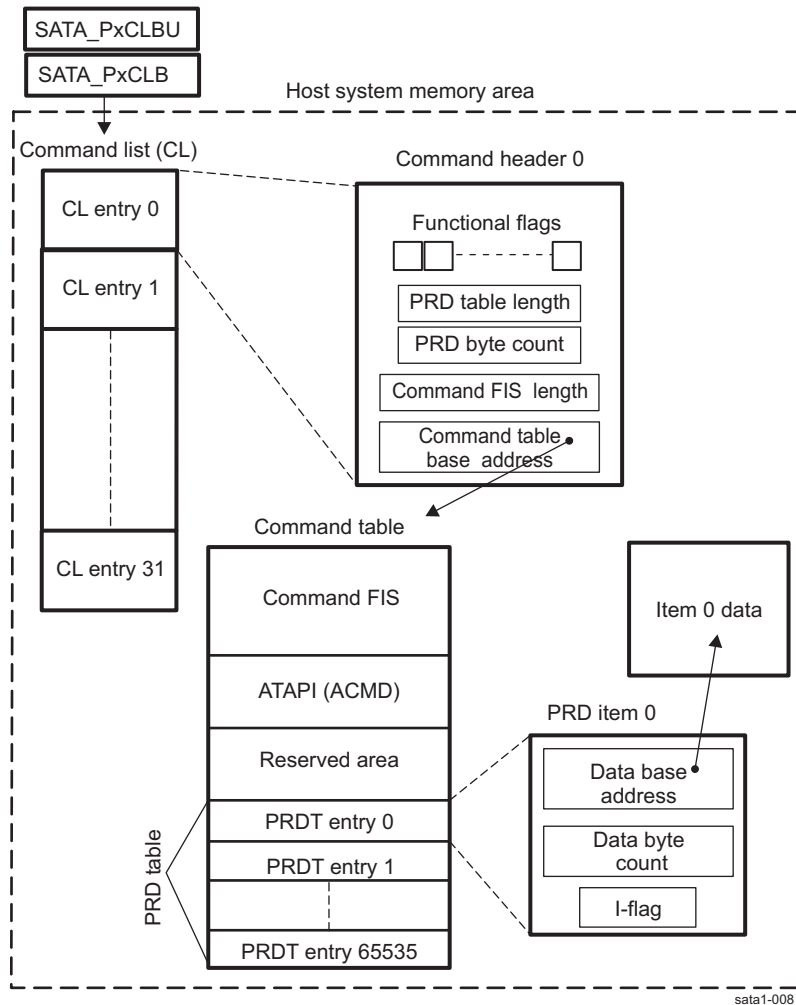 SATA_PxCLBU
SATA_PxCLB
Host system memory area
Command list (CL)
CL entry 0
CL entry 1
CL entry 31
Command header 0
Functional flags
PRD table length
PRD byte count
Command FIS length
Command table
base address
Command table
Command FIS
ATAPI (ACMD)
Reserved area
PRD table
PRDT entry 0
PRDT entry 1
PRDT entry 65535
Item 0 data
PRD item 0
Data base
address
Data byte
count
I-flag
sata1-008